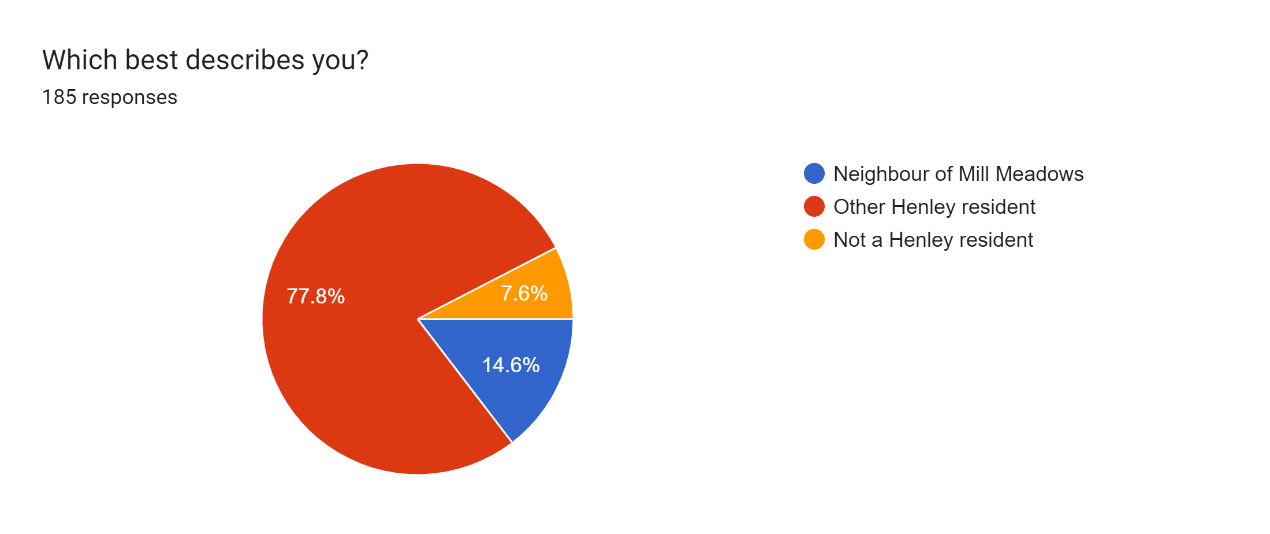 Which best describes you?
185 responses
Neighbour of Mill Meadows
Other Henley resident
Not a Henley resident
77.8%
7.6%
14.6%